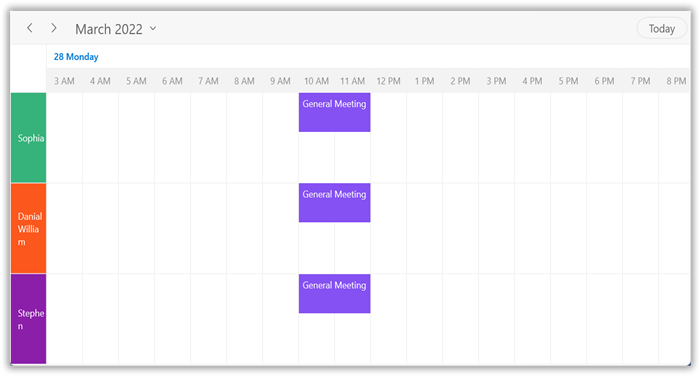 March 2022
Today
28 Monday
3 AM 4 AM 5 AM 6 AM 7 AM 8 AM 9 AM 10 AM 11 AM 12 PM 1 PM 2 PM 3 PM 4 PM 5 PM 6 PM 7 PM 8 PM
General Meeting
Sophia
General Meeting
Danial
Willia
m
General Meeting
Stephe
n